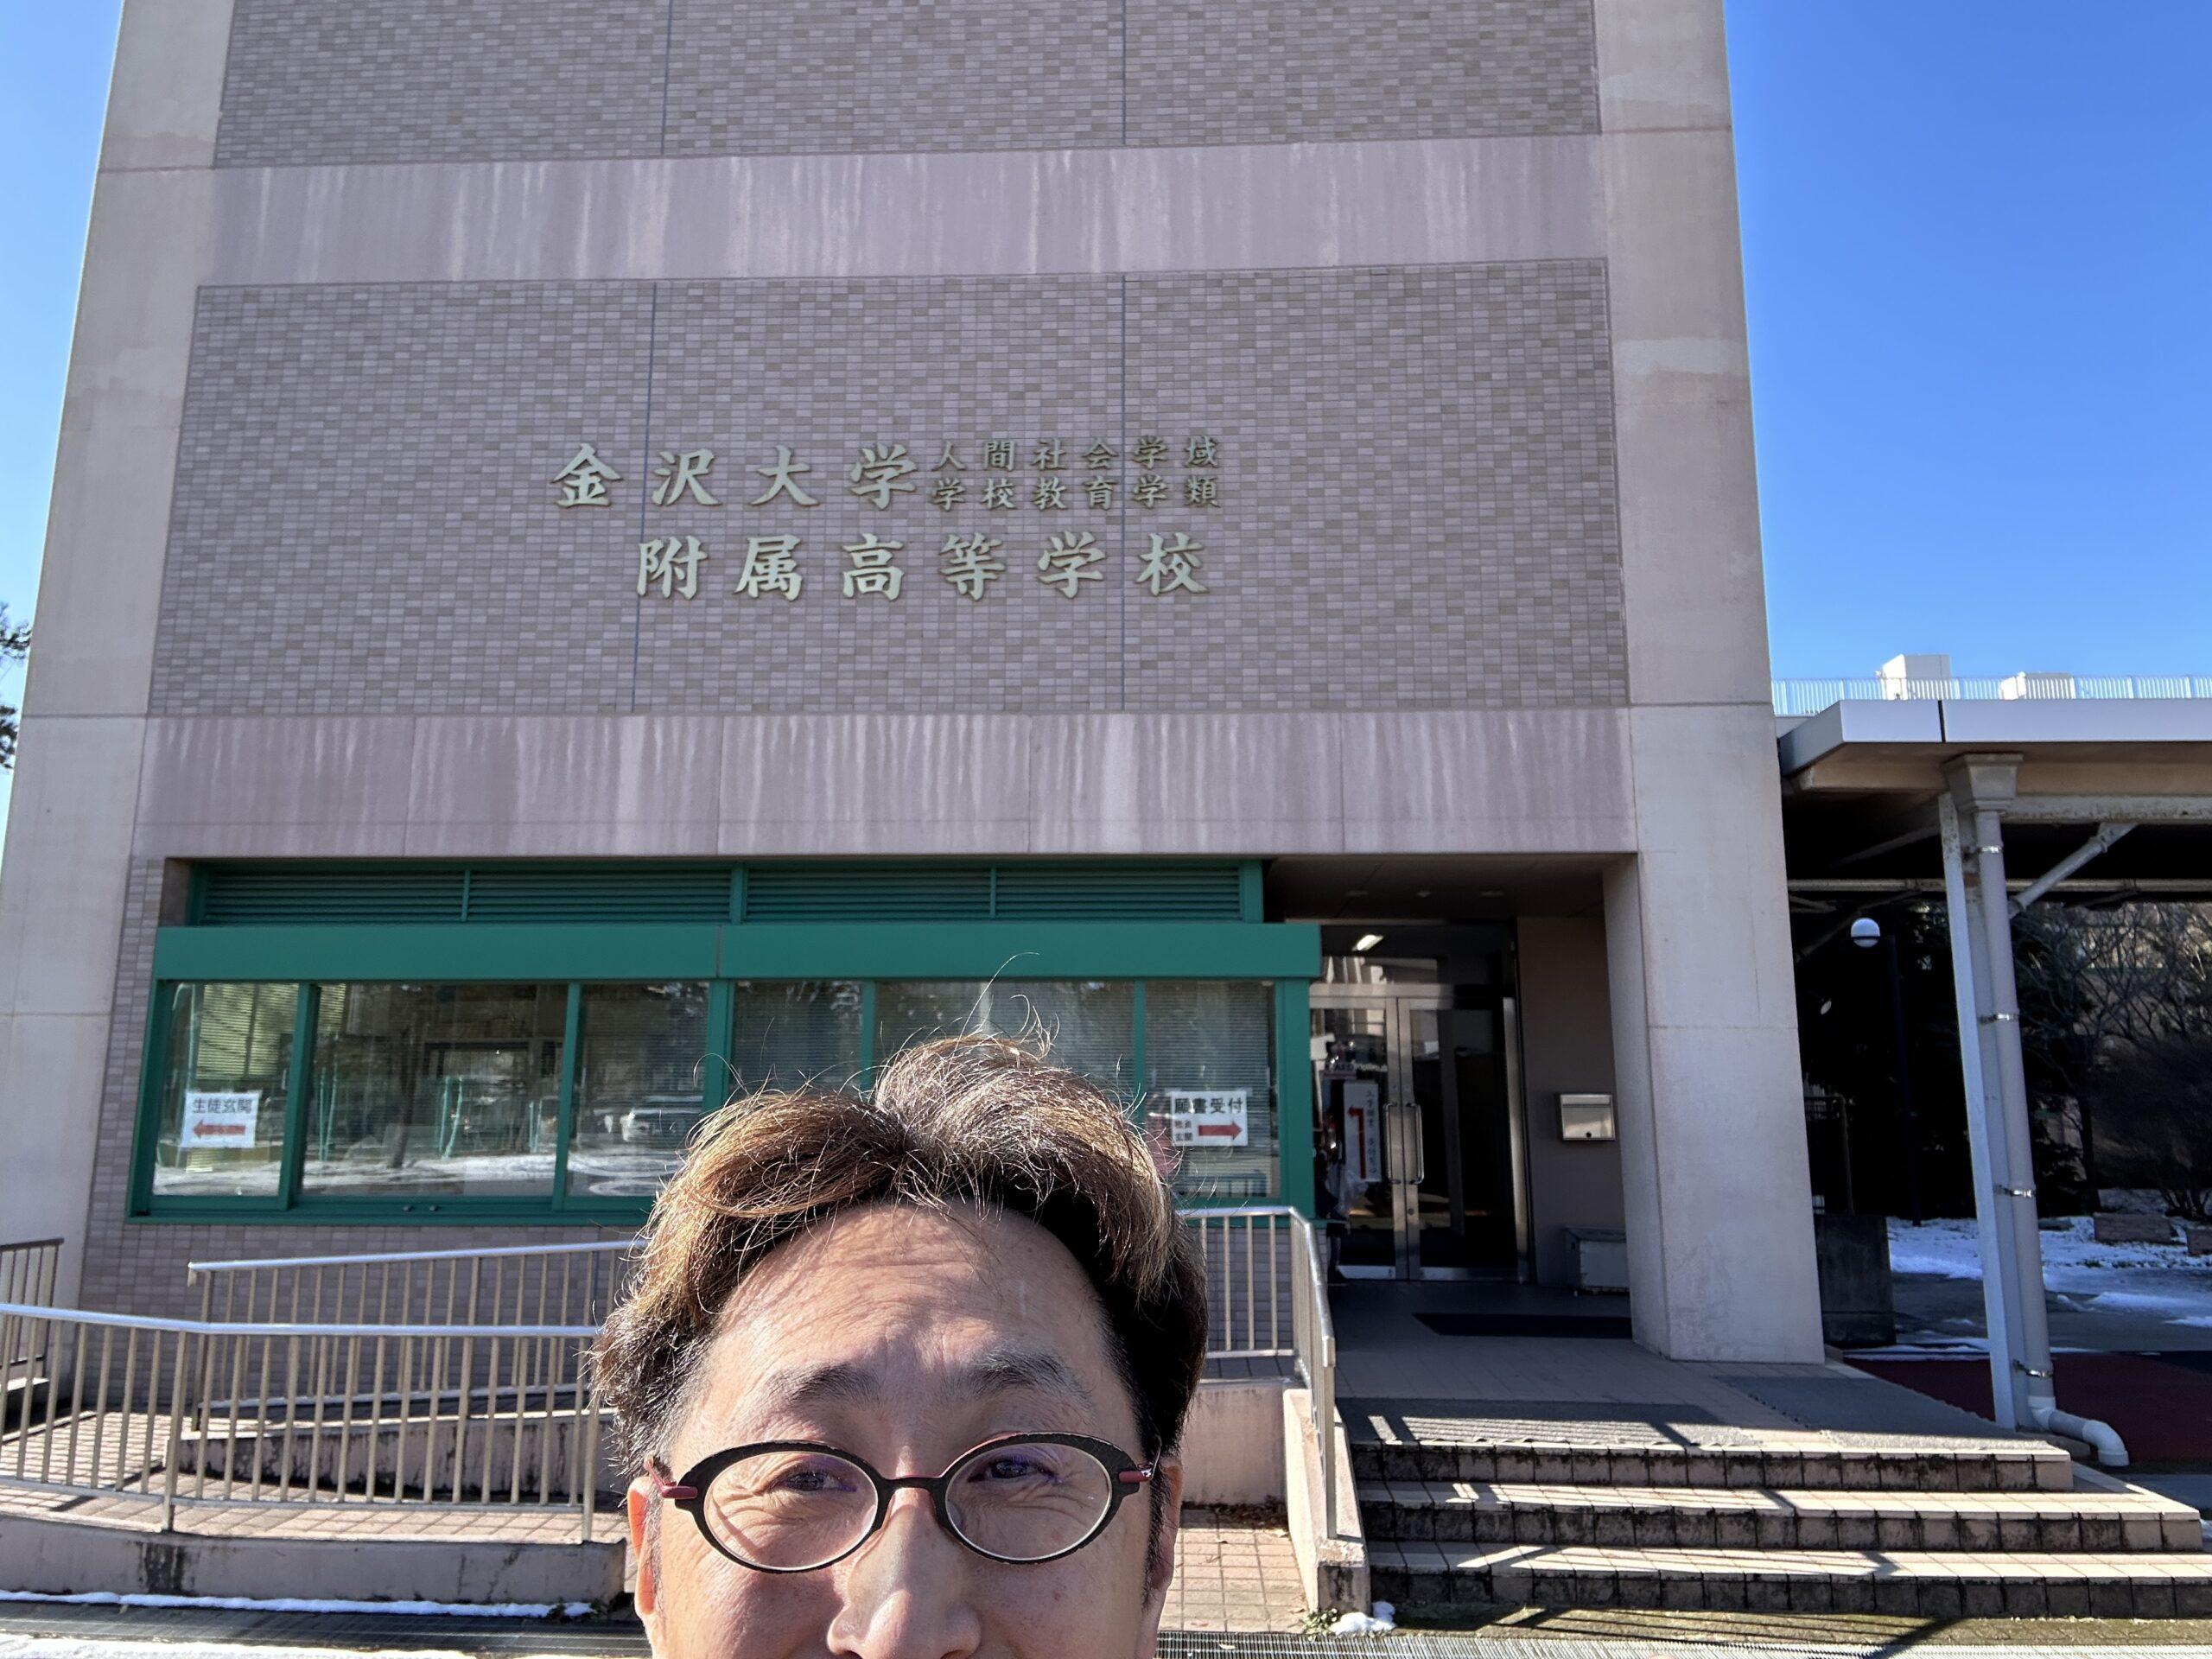 金沢大学人間社会学域
学校教育学類
附属高等学校
生徒玄関
願書受付